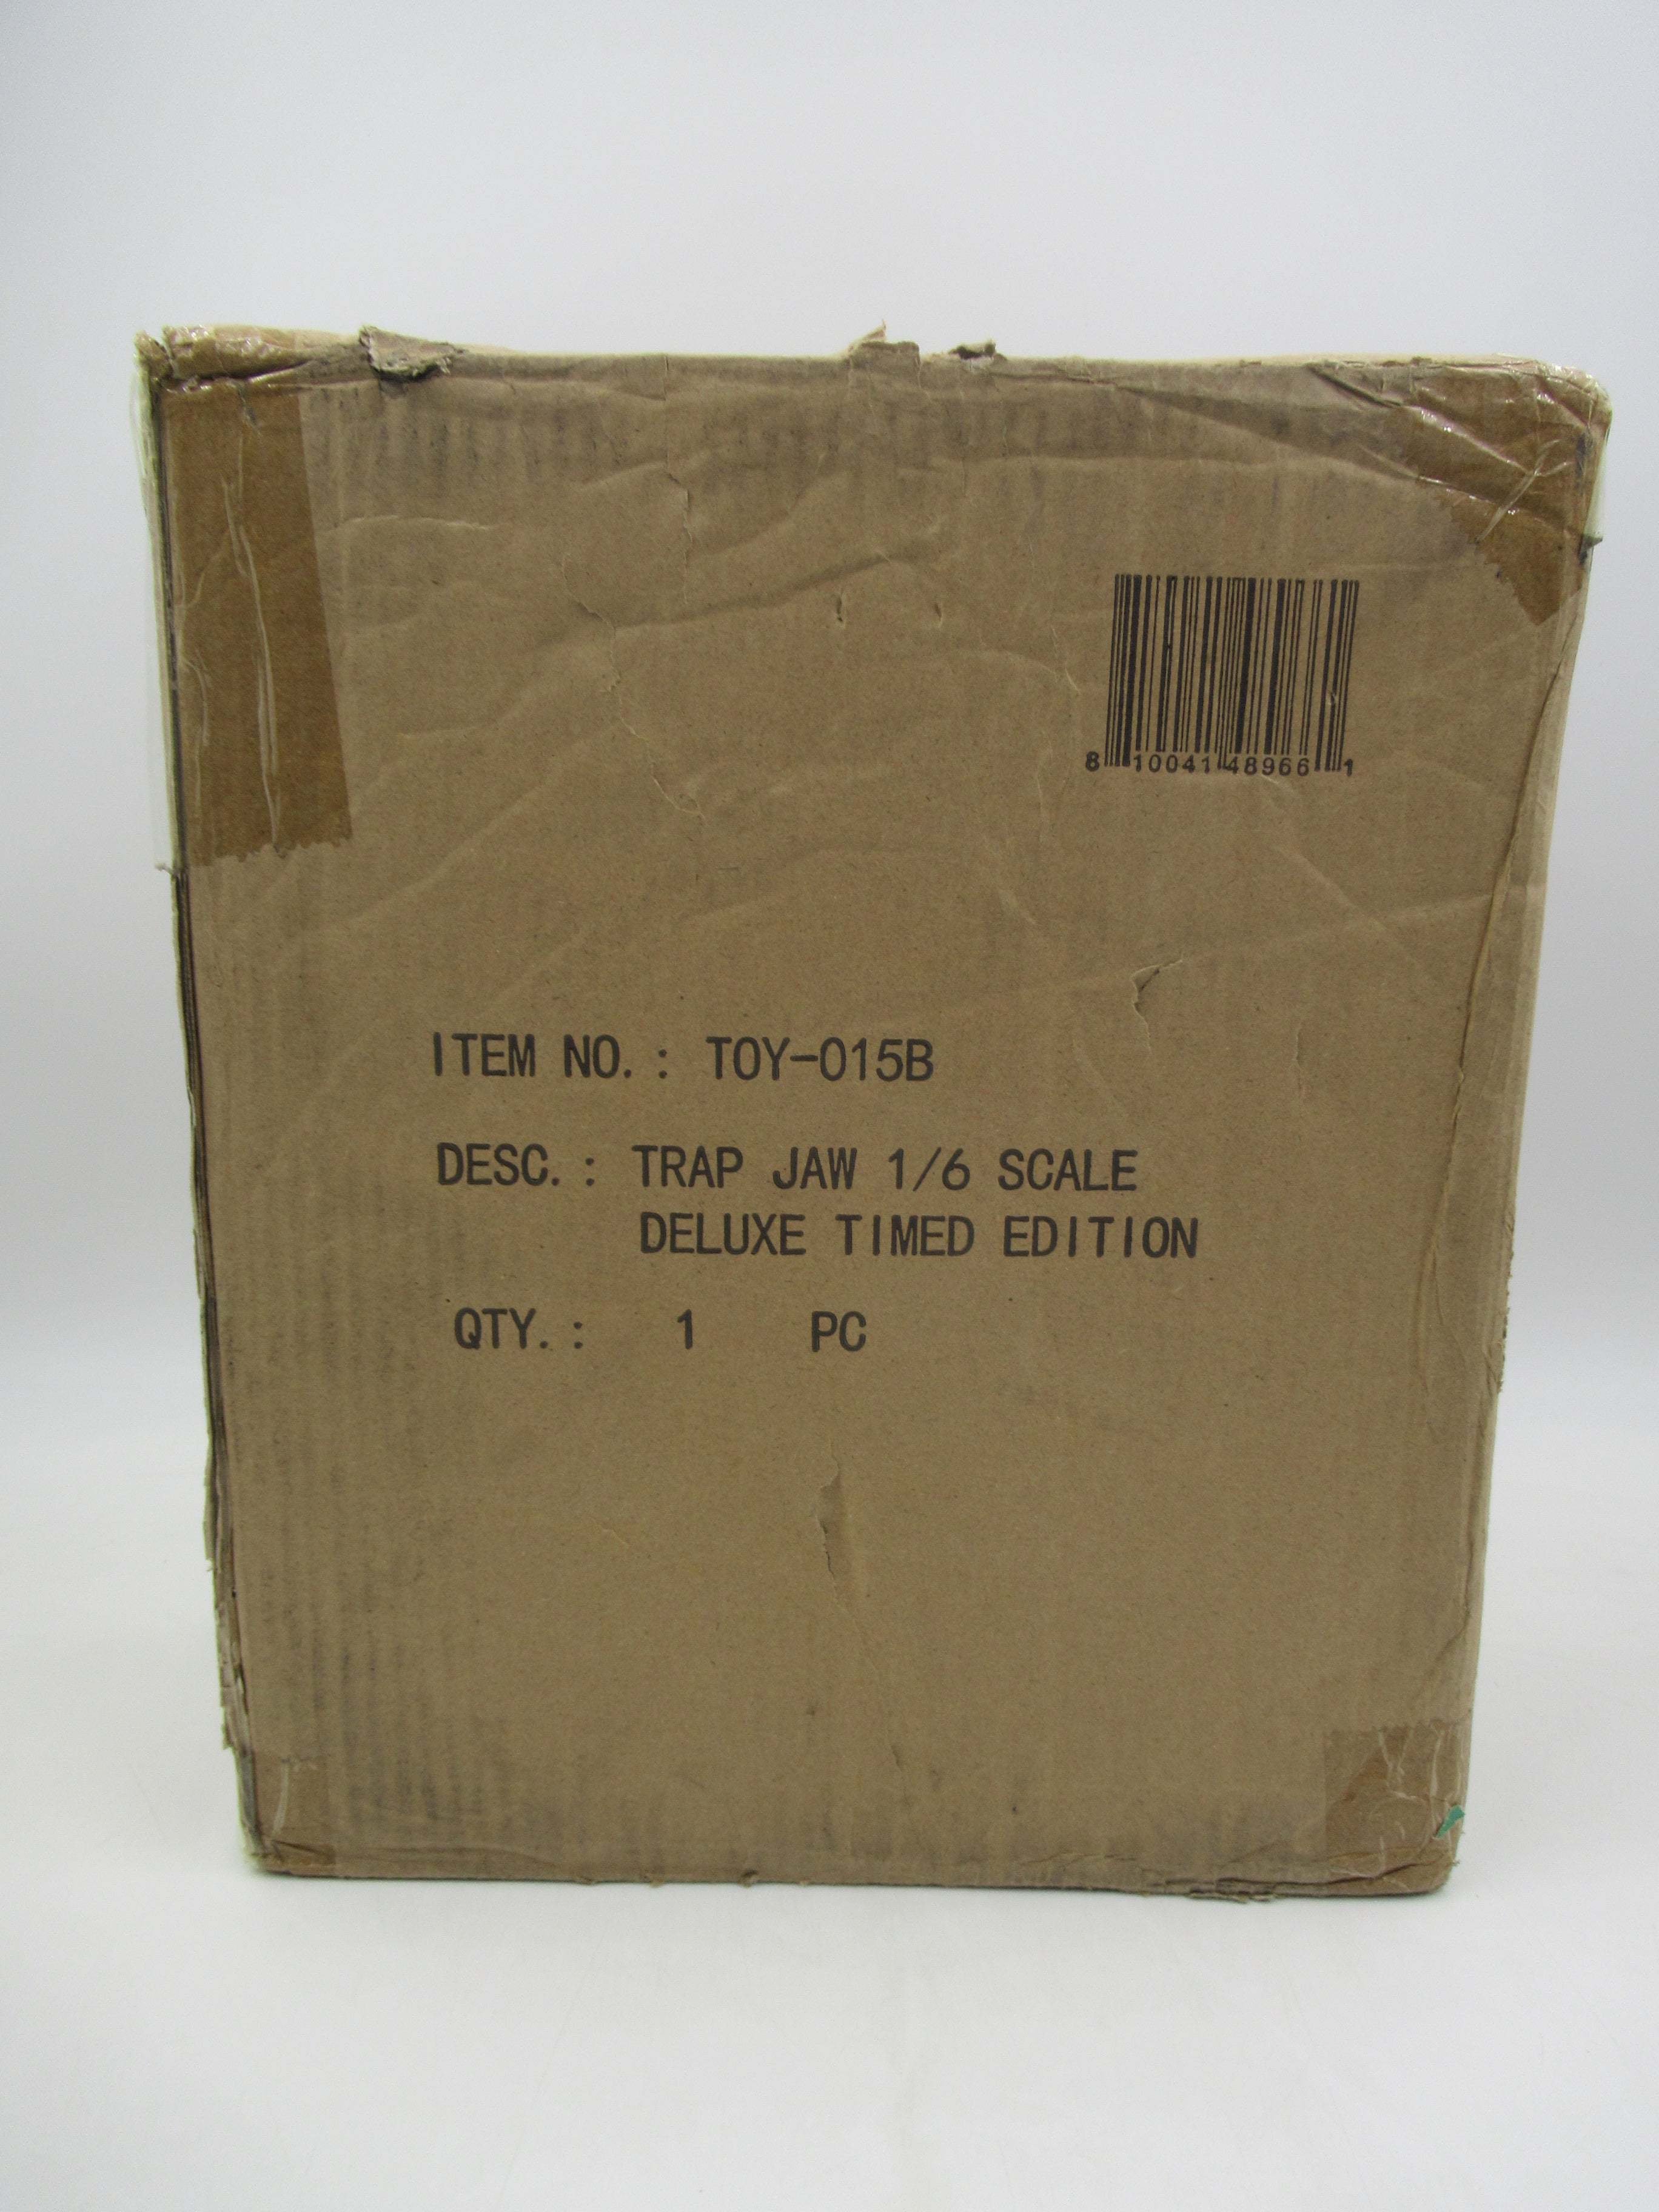 8 10041 48966 1
ITEM NO.: TOY-015B
DESC.: TRAP JAW 1/6 SCALE
DELUXE TIMED EDITION
QTY.: 1 PC